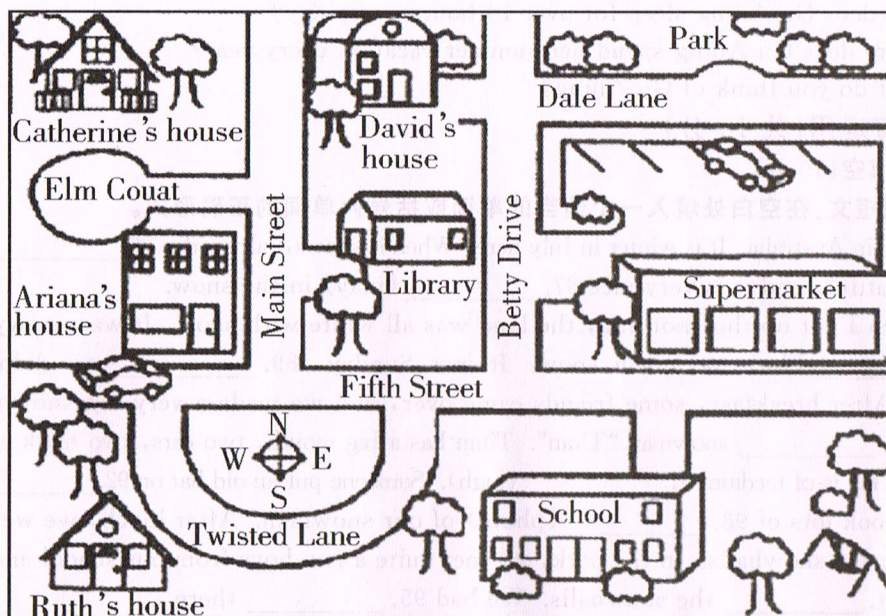 Park
Dale Lane
Catherine's house
David's
house
Elm Couat
Main Street
Betty Drive
Library
Ariana's
house
Supermarket
Fifth Street
N
W E
S
School
Twisted Lane
Ruth's house